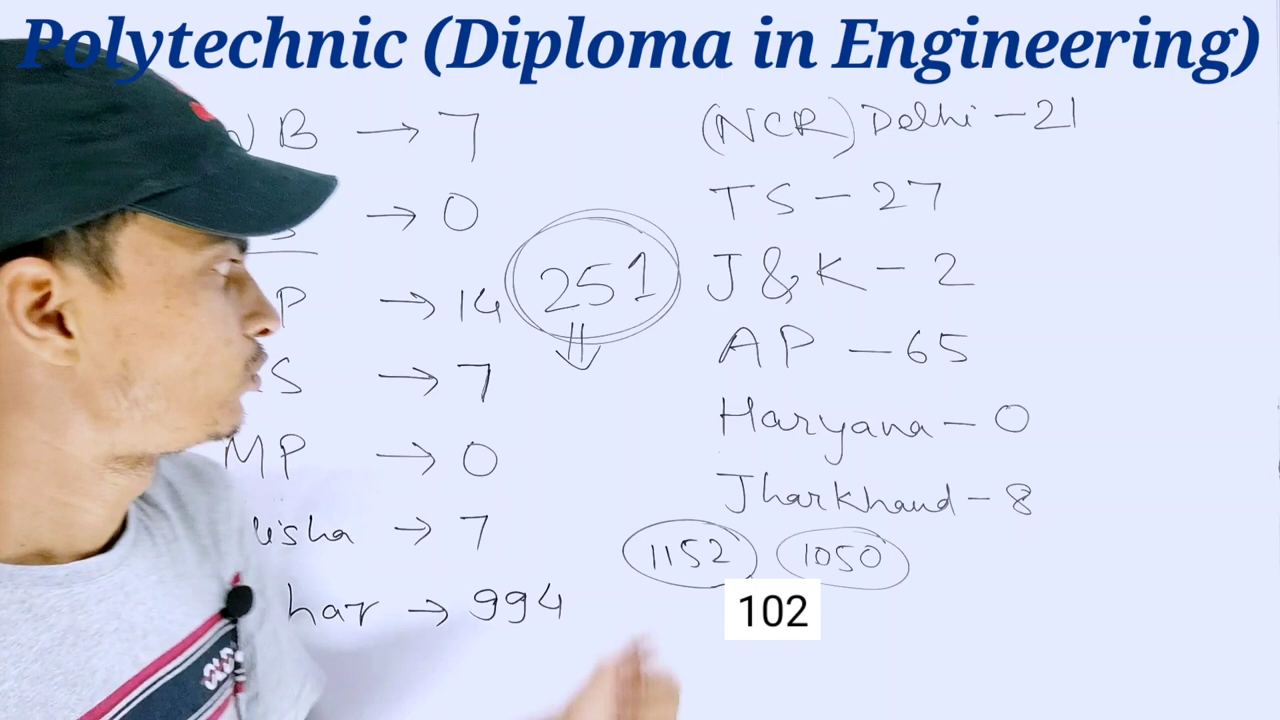 Polytechnic (Diploma in Engineering)
B → 7
→ 0
P → 14
S → 7
MP → 0
isha → 7
har → 994
251
(NCR) Delhi - 21
TS - 27
J&K - 2
AP - 65
Haryana - 0
Jharkhand - 8
1152 1050
102